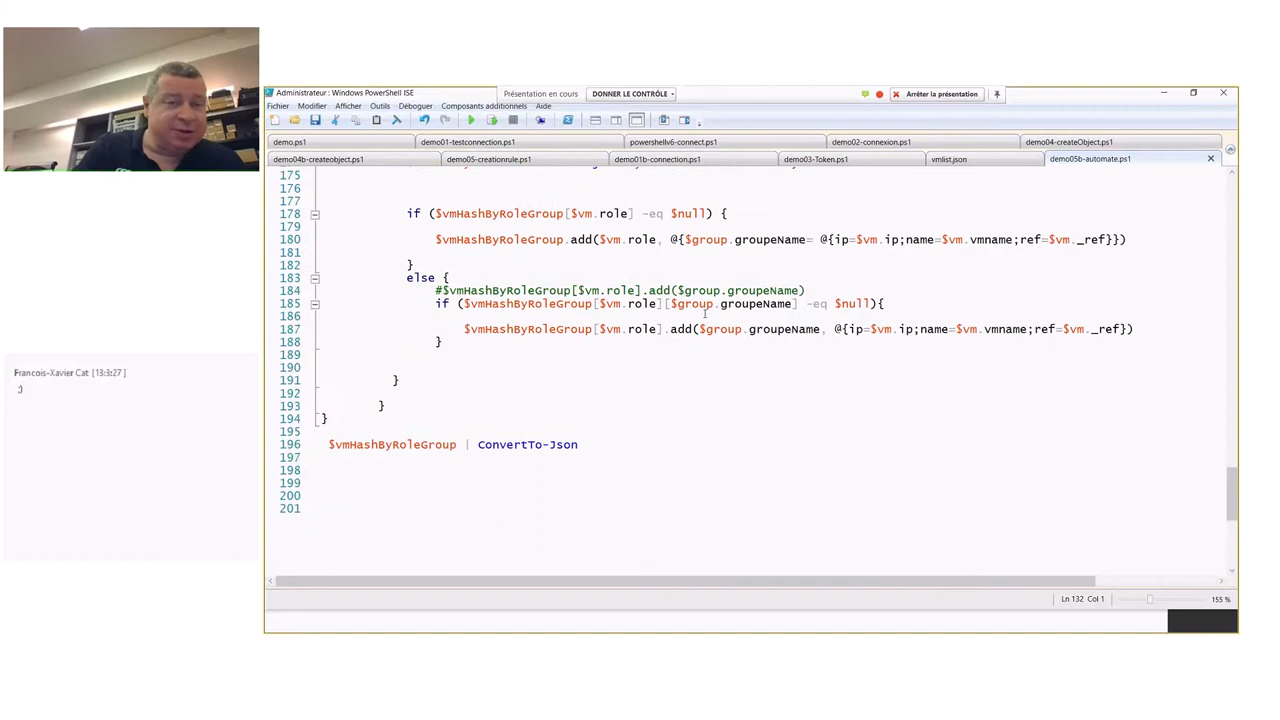 Administrateur : Windows PowerShell ISE
Présentation en cours
DONNER LE CONTRÔLE
Arrêter la présentation
Fichier Modifier Afficher Outils Déboguer Composants additionnels Aide
demo.ps1 demo01-testconnection.ps1 powershellv6-connect.ps1 demo02-connexion.ps1 demo04-createObject.ps1
demo04b-createobject.ps1 demo05-creationrule.ps1 demo01b-connection.ps1 demo03-Token.ps1 vmlist.json demo05b-automate.ps1
175
176
177
178 if ($vmHashByRoleGroup[$vm.role] -eq $null) {
179
180 $vmHashByRoleGroup.add($vm.role, @{$group.groupeName= @{ip=$vm.ip;name=$vm.vmname;ref=$vm._ref}})
181
182 }
183 else {
184 #$vmHashByRoleGroup[$vm.role].add($group.groupeName)
185 if ($vmHashByRoleGroup[$vm.role][$group.groupeName] -eq $null){
186
187 $vmHashByRoleGroup[$vm.role].add($group.groupeName, @{ip=$vm.ip;name=$vm.vmname;ref=$vm._ref})
188 }
189
190
191 }
192
193 }
194 }
195
196 $vmHashByRoleGroup | ConvertTo-Json
197
198
199
200
201
Francois-Xavier Cat [13:3:27]
;)
Ln 132 Col 1 155 %